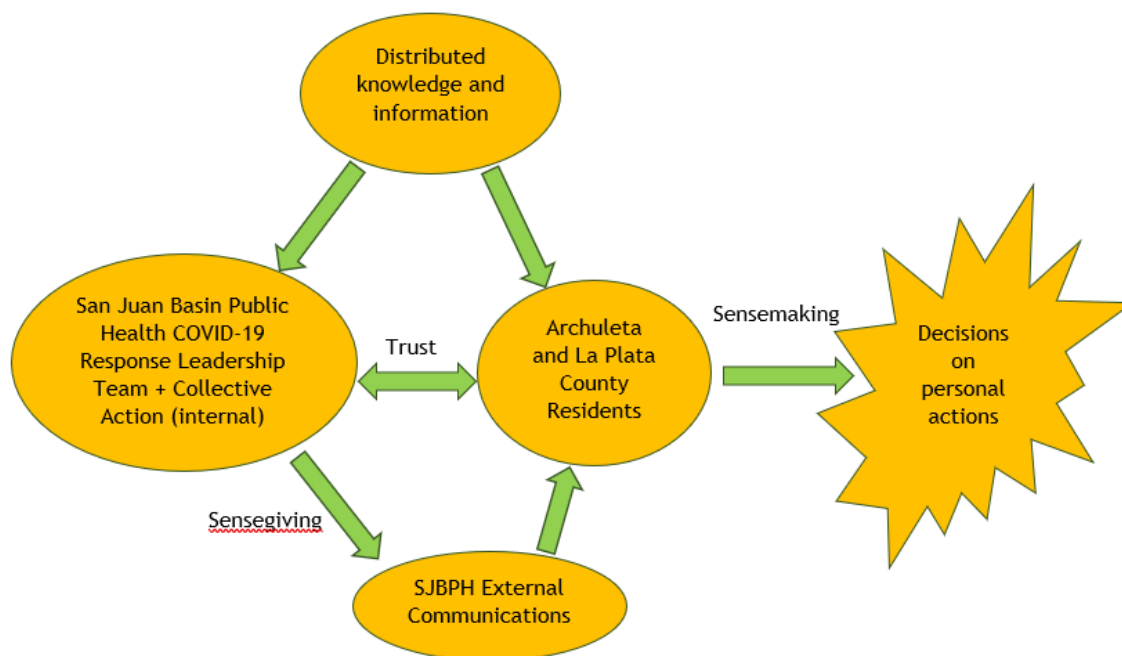 Distributed
knowledge and
information
San Juan Basin Public
Health COVID-19
Response Leadership
Team + Collective
Action (internal)
Trust
Archuleta
and La Plata
County
Residents
Sensemaking
Decisions
on
personal
actions
Sensegiving
SJBPH External
Communications